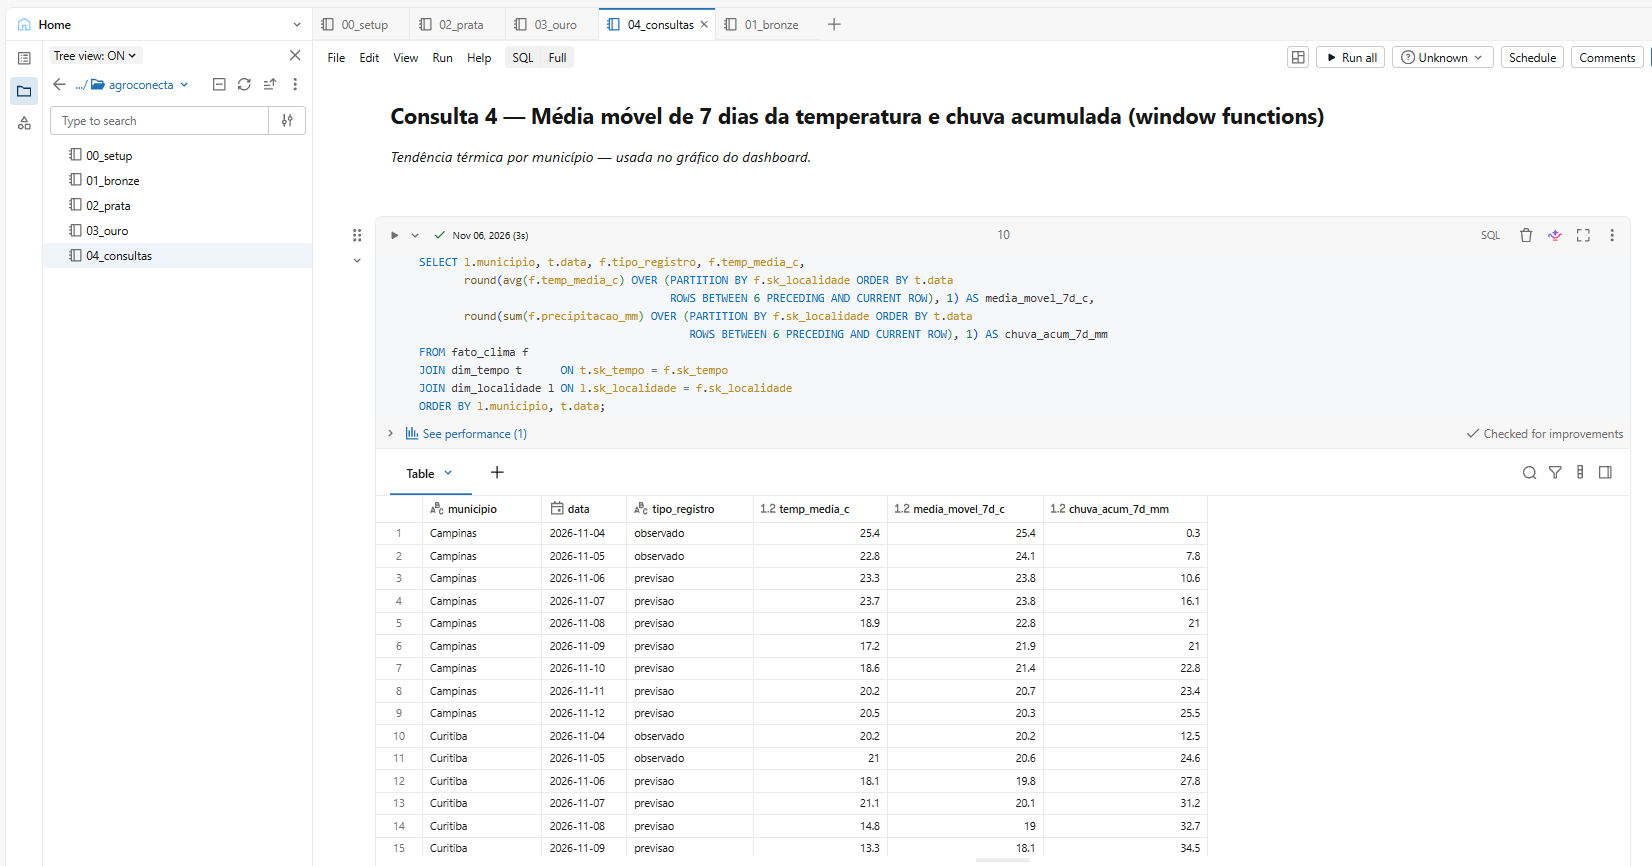 Home
00_setup
02_prata
03_ouro
04_consultas
01_bronze
Tree view: ON
.../ agroconecta
Type to search
00_setup
01_bronze
02_prata
03_ouro
04_consultas
File Edit View Run Help SQL Full
Run all Unknown Schedule Comments
Consulta 4 — Média móvel de 7 dias da temperatura e chuva acumulada (window functions)
Tendência térmica por município — usada no gráfico do dashboard.
Nov 06, 2026 (3s) 10 SQL
SELECT l.municipio, t.data, f.tipo_registro, f.temp_media_c,
round(avg(f.temp_media_c) OVER (PARTITION BY f.sk_localidade ORDER BY t.data
ROWS BETWEEN 6 PRECEDING AND CURRENT ROW), 1) AS media_movel_7d_c,
round(sum(f.precipitacao_mm) OVER (PARTITION BY f.sk_localidade ORDER BY t.data
ROWS BETWEEN 6 PRECEDING AND CURRENT ROW), 1) AS chuva_acum_7d_mm
FROM fato_clima f
JOIN dim_tempo t ON t.sk_tempo = f.sk_tempo
JOIN dim_localidade l ON l.sk_localidade = f.sk_localidade
ORDER BY l.municipio, t.data;
See performance (1) Checked for improvements
Table
municipio data tipo_registro 1.2 temp_media_c 1.2 media_movel_7d_c 1.2 chuva_acum_7d_mm
1 Campinas 2026-11-04 observado 25.4 25.4 0.3
2 Campinas 2026-11-05 observado 22.8 24.1 7.8
3 Campinas 2026-11-06 previsao 23.3 23.8 10.6
4 Campinas 2026-11-07 previsao 23.7 23.8 16.1
5 Campinas 2026-11-08 previsao 18.9 22.8 21
6 Campinas 2026-11-09 previsao 17.2 21.9 21
7 Campinas 2026-11-10 previsao 18.6 21.4 22.8
8 Campinas 2026-11-11 previsao 20.2 20.7 23.4
9 Campinas 2026-11-12 previsao 20.5 20.3 25.5
10 Curitiba 2026-11-04 observado 20.2 20.2 12.5
11 Curitiba 2026-11-05 observado 21 20.6 24.6
12 Curitiba 2026-11-06 previsao 18.1 19.8 27.8
13 Curitiba 2026-11-07 previsao 21.1 20.1 31.2
14 Curitiba 2026-11-08 previsao 14.8 19 32.7
15 Curitiba 2026-11-09 previsao 13.3 18.1 34.5